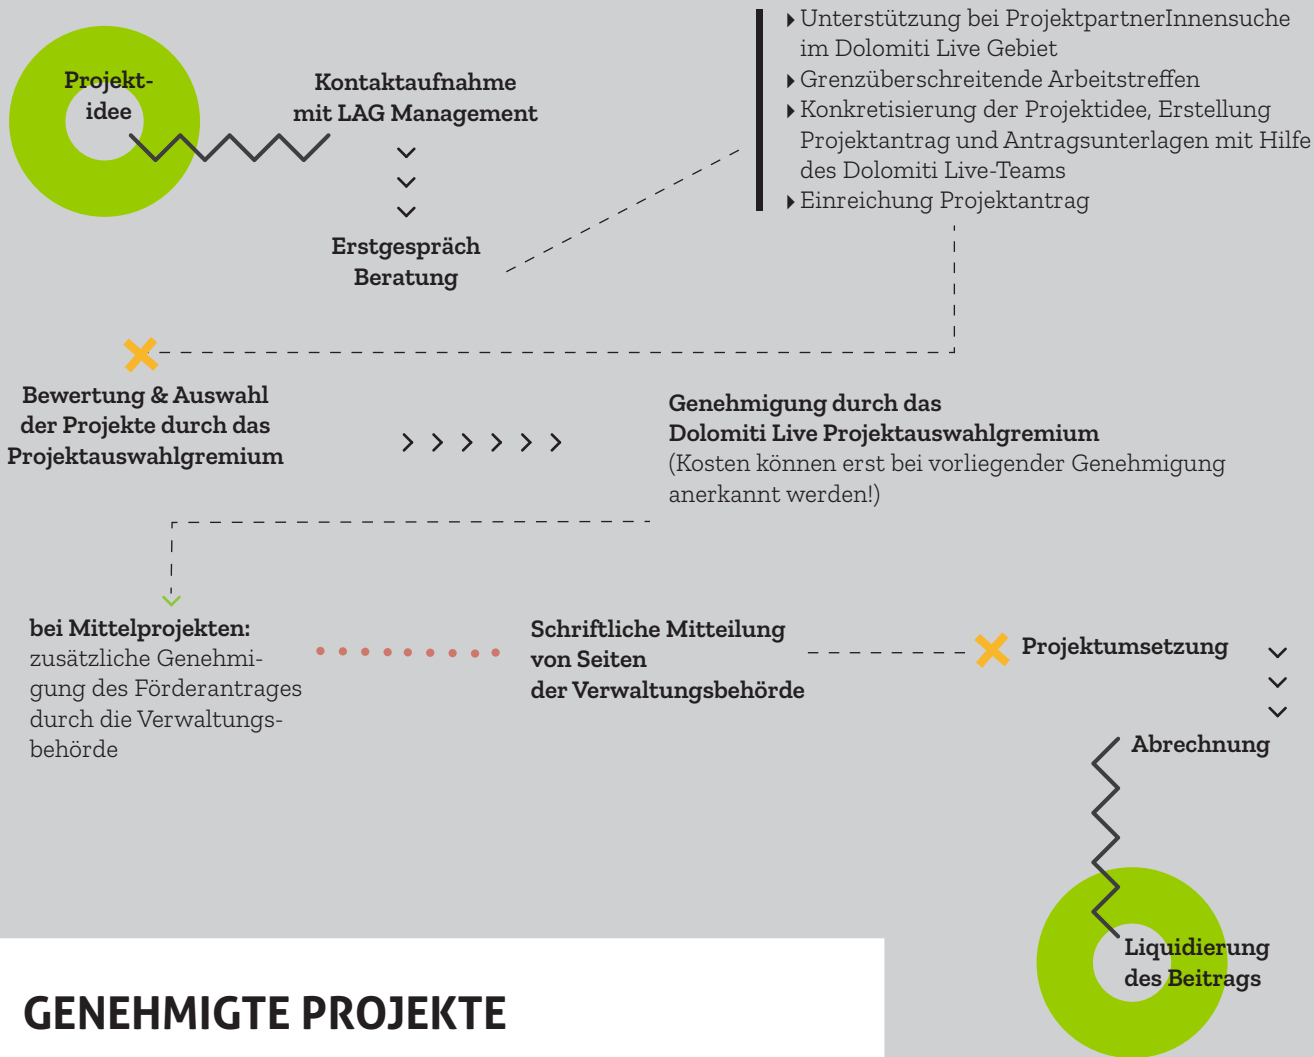 Projekt-
idee
Kontaktaufnahme
mit LAG Management
Erstgespräch
Beratung
Unterstützung bei ProjektpartnerInnensuche
im Dolomiti Live Gebiet
Grenzüberschreitende Arbeitstreffen
Konkretisierung der Projektidee, Erstellung
Projektantrag und Antragsunterlagen mit Hilfe
des Dolomiti Live-Teams
Einreichung Projektantrag
Bewertung & Auswahl
der Projekte durch das
Projektauswahlgremium
Genehmigung durch das
Dolomiti Live Projektauswahlgremium
(Kosten können erst bei vorliegender Genehmigung
anerkannt werden!)
bei Mittelprojekten:
zusätzliche Genehmi-
gung des Förderantrages
durch die Verwaltungs-
behörde
Schriftliche Mitteilung
von Seiten
der Verwaltungsbehörde
Projektumsetzung
Abrechnung
Liquidierung
des Beitrags
GENEHMIGTE PROJEKTE